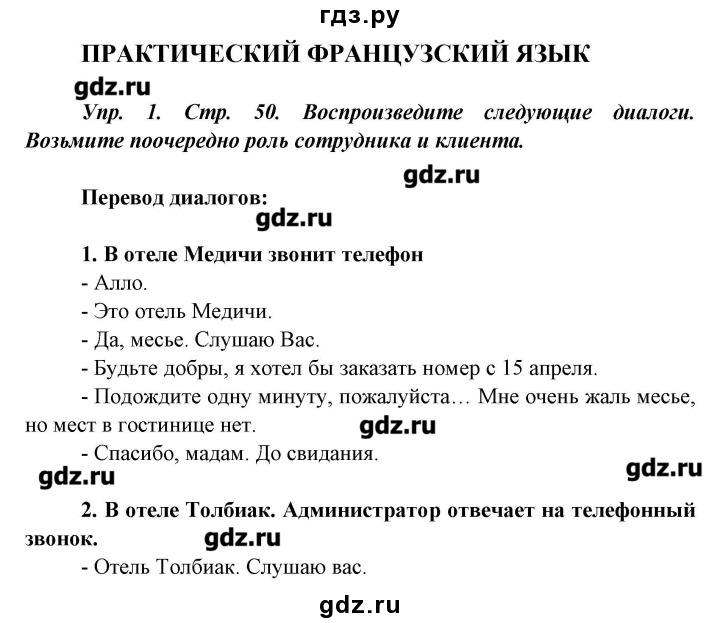 гдз.ру
ПРАКТИЧЕСКИЙ ФРАНЦУЗСКИЙ ЯЗЫК
gdz.ru
Упр. 1. Стр. 50. Воспроизведите следующие диалоги.
Возьмите поочередно роль сотрудника и клиента.
gdz.ru
Перевод диалогов:
gdz.ru
1. В отеле Медичи звонит телефон
- Алло.
- Это отель Медичи.
- Да, месье. Слушаю Вас.
- Будьте добры, я хотел бы заказать номер с 15 апреля.
- Подождите одну минуту, пожалуйста… Мне очень жаль месье,
но мест в гостинице нет.
gdz.ru
- Спасибо, мадам. До свидания.
gdz.ru
gdz.ru
2. В отеле Толбиак. Администратор отвечает на телефонный
звонок.
gdz.ru
- Отель Толбиак. Слушаю вас.
gdz.ru